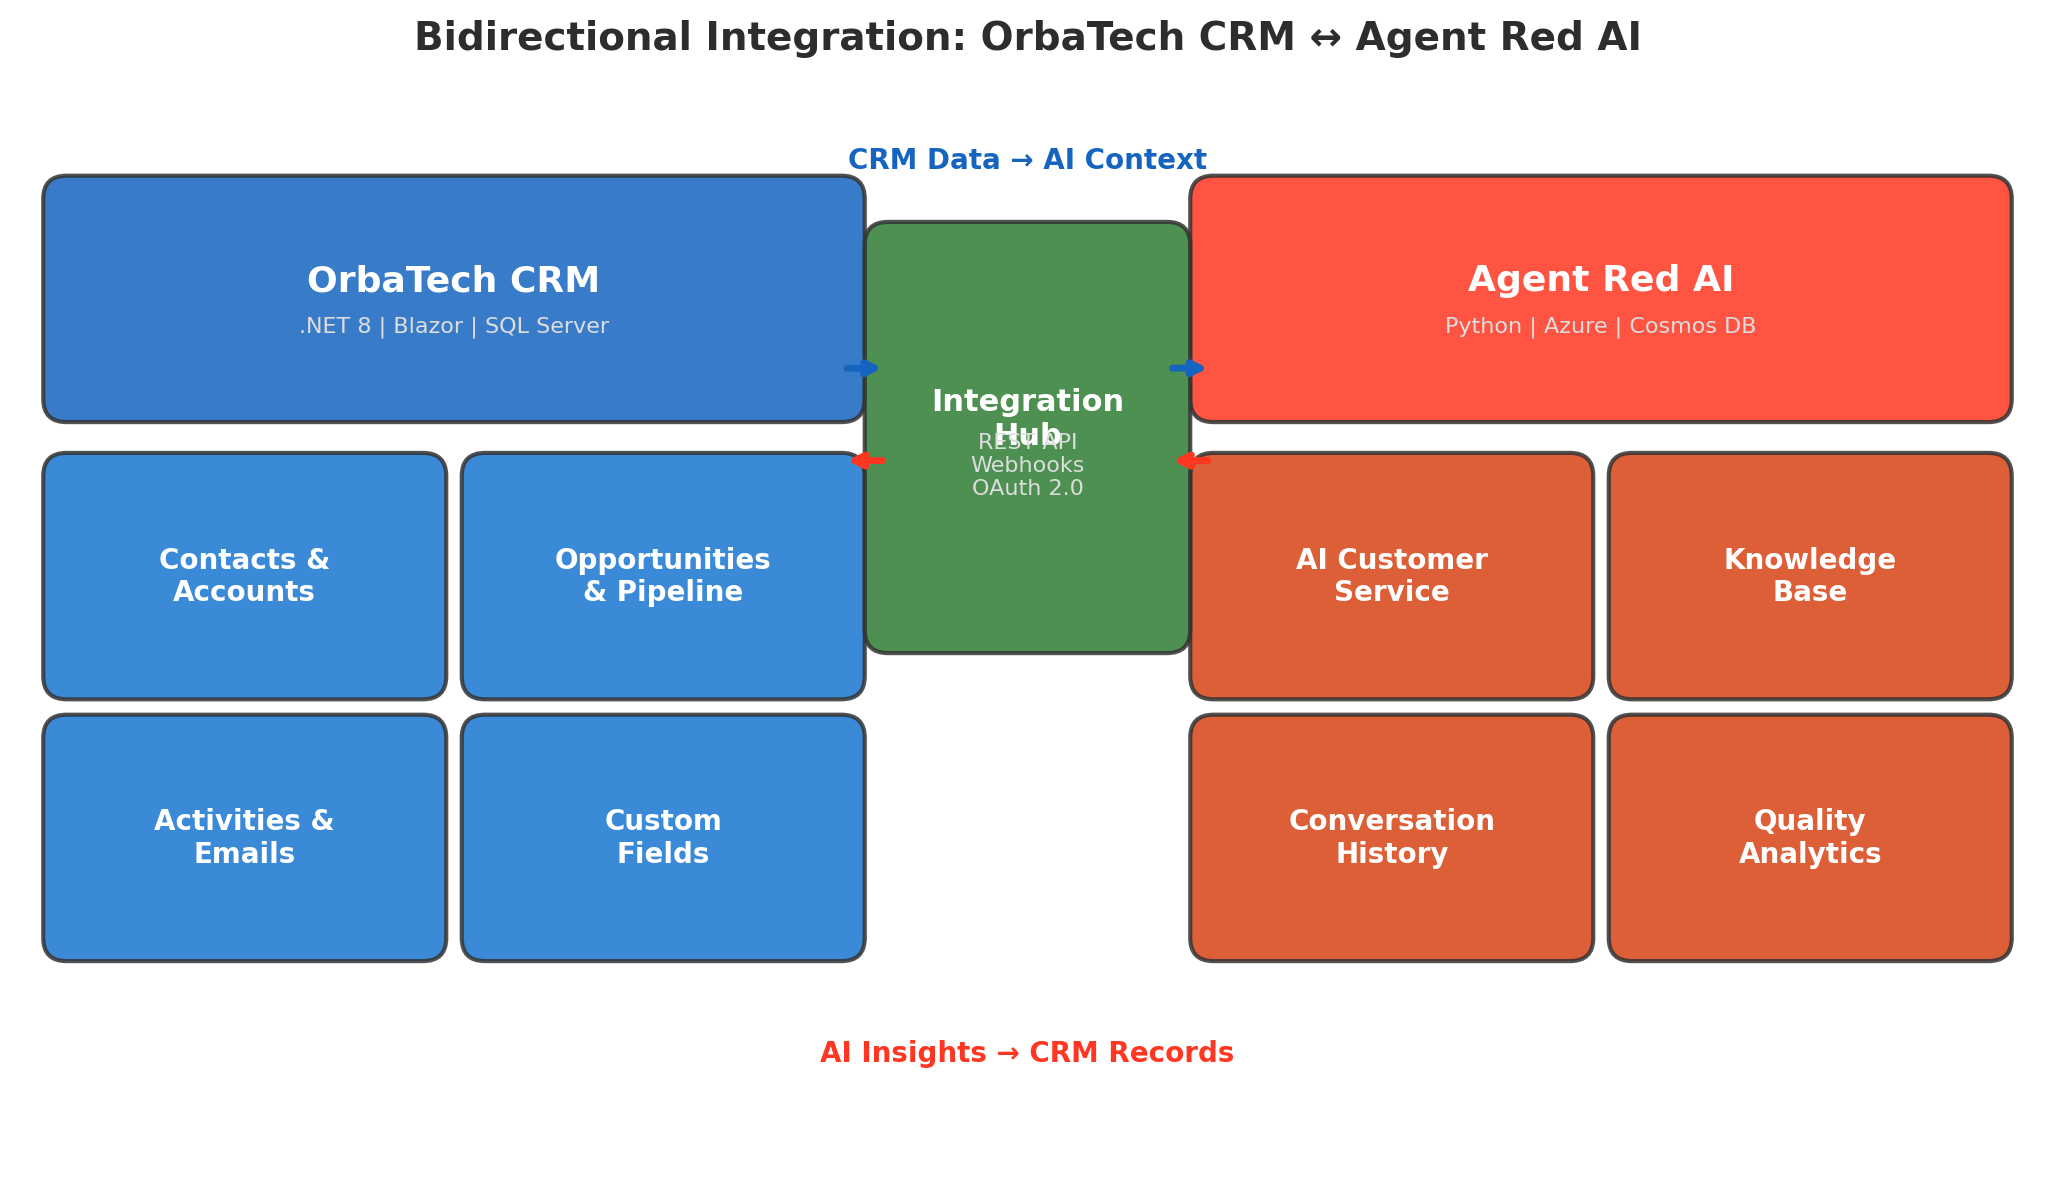 Bidirectional Integration: OrbaTech CRM ↔ Agent Red AI
CRM Data → AI Context
OrbaTech CRM
.NET 8 | Blazor | SQL Server
Agent Red AI
Python | Azure | Cosmos DB
Integration
Hub
REST API
Webhooks
OAuth 2.0
Contacts &
Accounts
Opportunities
& Pipeline
AI Customer
Service
Knowledge
Base
Activities &
Emails
Custom
Fields
Conversation
History
Quality
Analytics
AI Insights → CRM Records